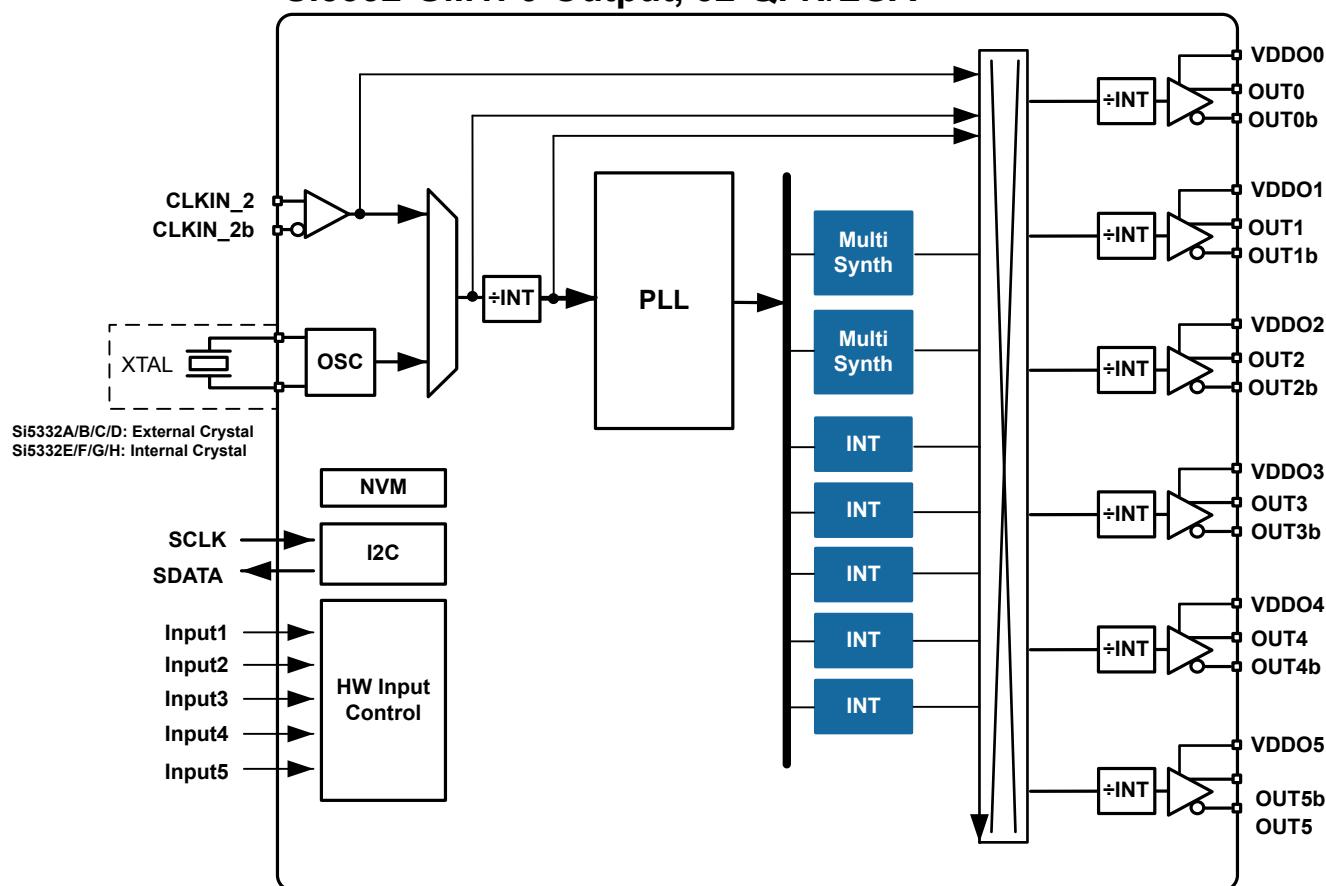 VDDO0
OUT0
÷INT
OUT0b
CLKIN_2
CLKIN_2b
VDDO1
OUT1
÷INT
OUT1b
Multi
Synth
÷INT
PLL
XTAL
OSC
Multi
Synth
VDDO2
OUT2
÷INT
OUT2b
Si5332A/B/C/D: External Crystal
Si5332E/F/G/H: Internal Crystal
INT
NVM
INT
VDDO3
OUT3
÷INT
OUT3b
SCLK
SDATA
I2C
INT
Input1
Input2
Input3
Input4
Input5
HW Input
Control
INT
INT
VDDO4
OUT4
÷INT
OUT4b
VDDO5
÷INT
OUT5b
OUT5